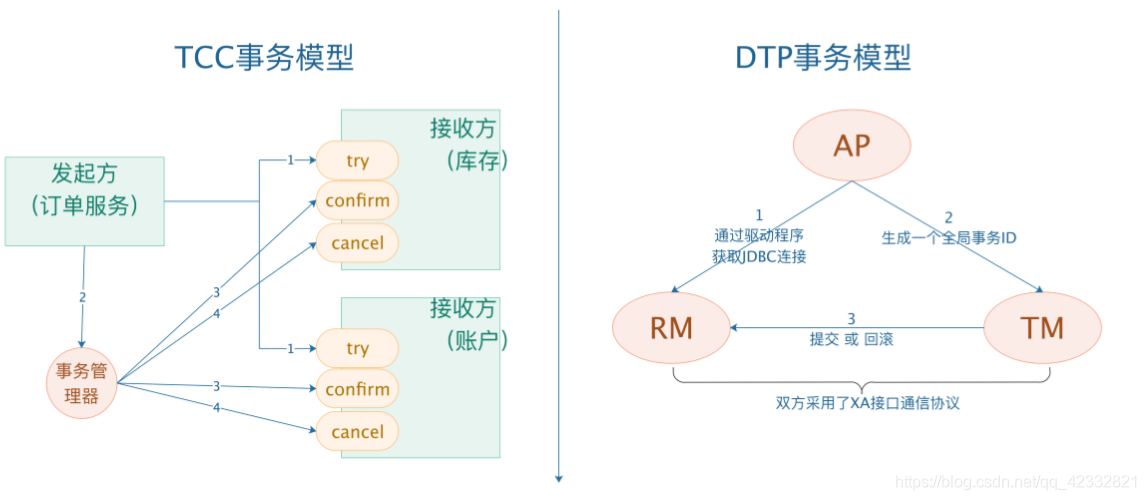 TCC事务模型
发起方
（订单服务）
2
事务管
理器
1
3
4
接收方
（库存）
try
confirm
cancel
1
3
4
接收方
（账户）
try
confirm
cancel
DTP事务模型
AP
1
通过驱动程序
获取JDBC连接
2
生成一个全局事务ID
RM
3
提交 或 回滚
TM
双方采用了XA接口通信协议
https://blog.csdn.net/qq_42332821